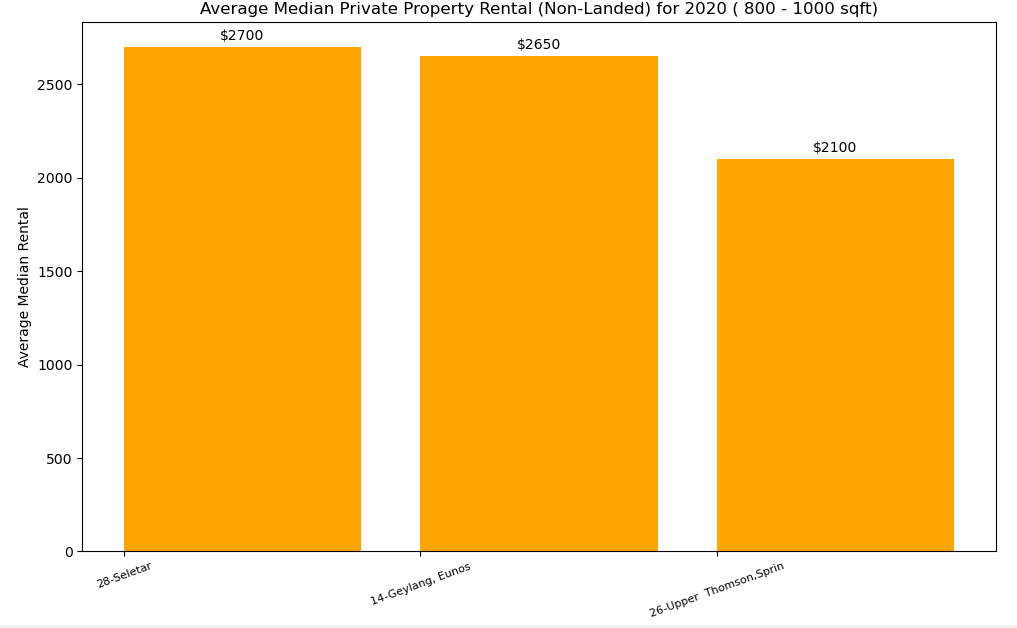 Average Median Private Property Rental (Non-Landed) for 2020 ( 800 - 1000 sqft)
$2700
$2650
$2100
Average Median Rental
2500
2000
1500
1000
500
0
28-Seletar
14-Geylang, Eunos
26-Upper  Thomson,Sprin